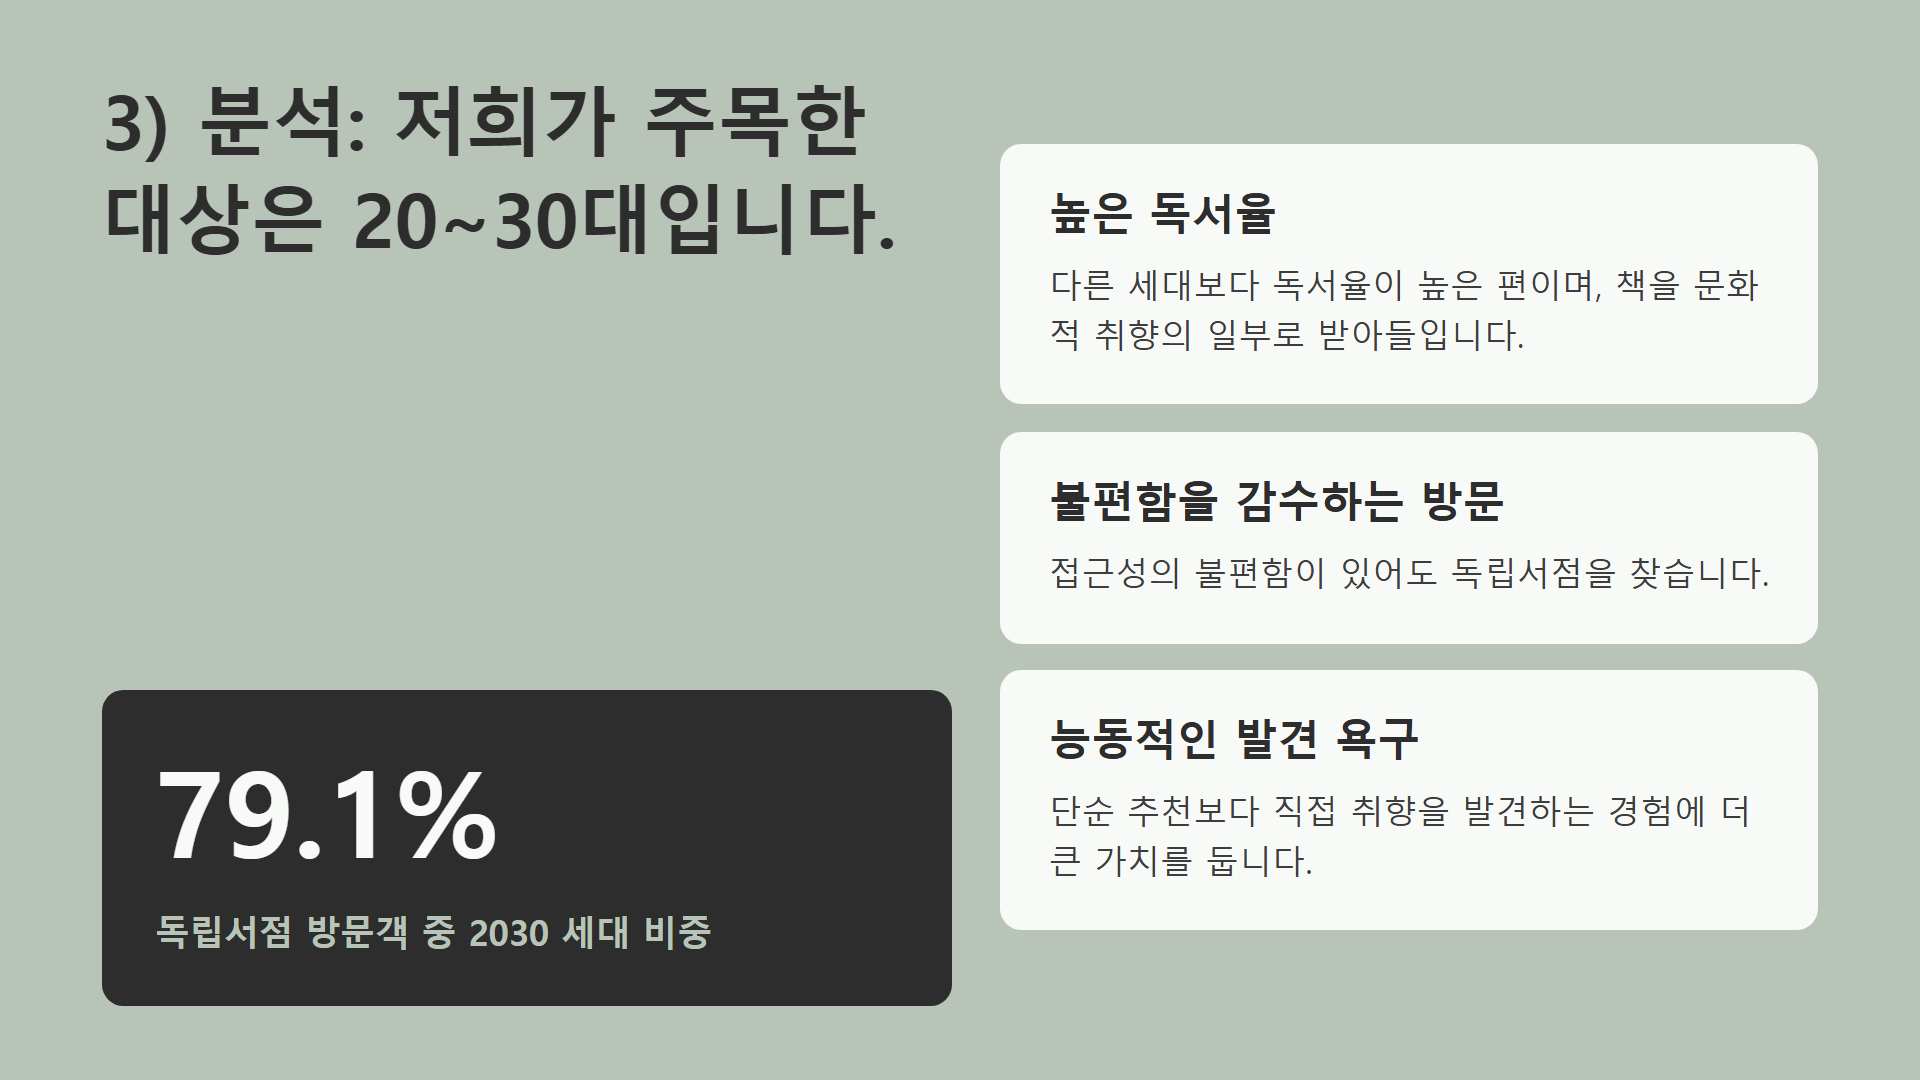 3) 분석: 저희가 주목한
대상은 20~30대입니다.
79.1%
독립서점 방문객 중 2030 세대 비중
높은 독서율
다른 세대보다 독서율이 높은 편이며, 책을 문화
적 취향의 일부로 받아들입니다.
불편함을 감수하는 방문
접근성의 불편함이 있어도 독립서점을 찾습니다.
능동적인 발견 욕구
단순 추천보다 직접 취향을 발견하는 경험에 더
큰 가치를 둡니다.